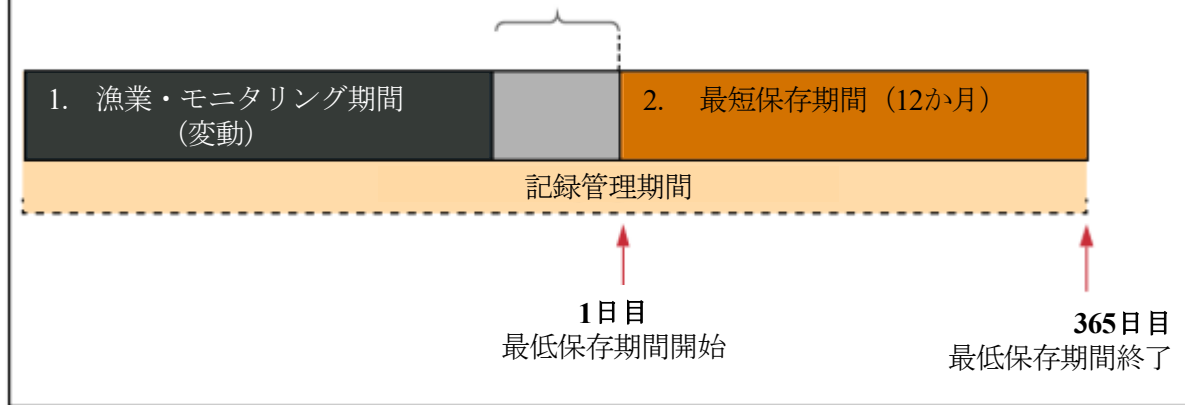 1. 漁業・モニタリング期間
（変動）
2. 最短保存期間（12か月）
記録管理期間
1日目
最低保存期間開始
365日目
最低保存期間終了